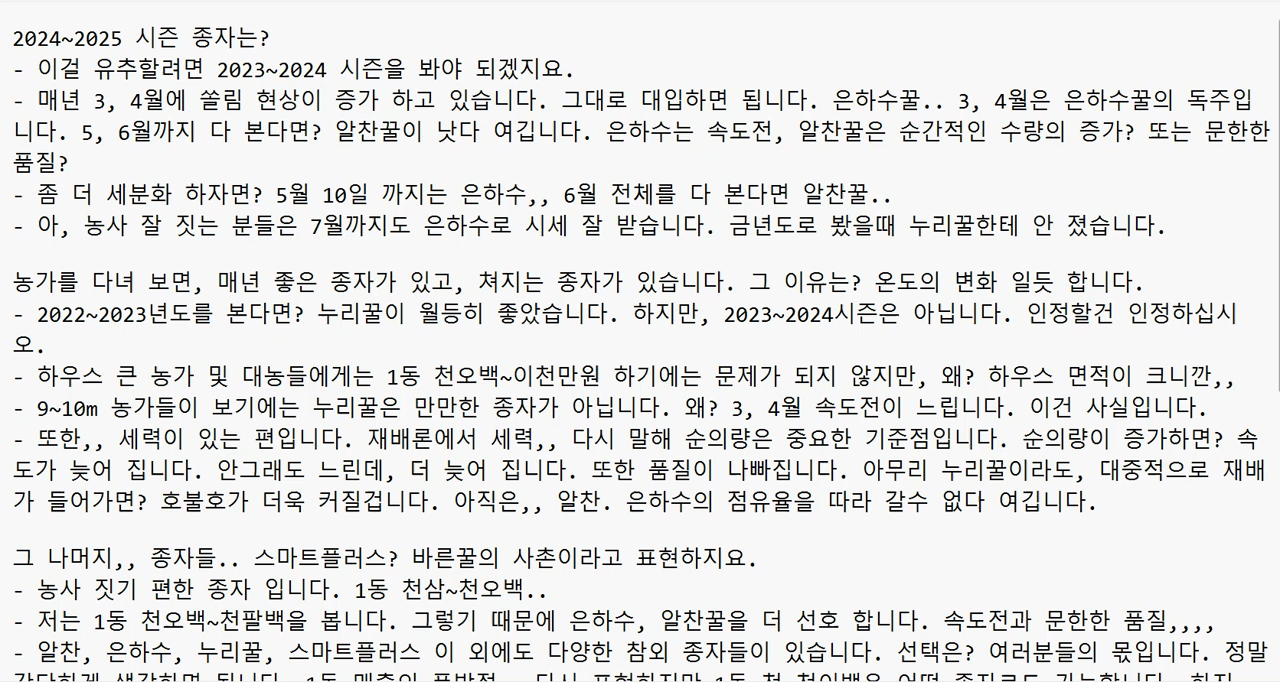 2024~2025 시즌 종자는?
- 이걸 유추할려면 2023~2024 시즌을 봐야 되겠지요.
- 매년 3, 4월에 쏠림 현상이 증가 하고 있습니다. 그대로 대입하면 됩니다. 은하수꿀.. 3, 4월은 은하수꿀의 독주입
니다. 5, 6월까지 다 본다면? 알찬꿀이 낫다 여깁니다. 은하수는 속도전, 알찬꿀은 순간적인 수량의 증가? 또는 문한한
품질?
- 좀 더 세분화 하자면? 5월 10일 까지는 은하수,, 6월 전체를 다 본다면 알찬꿀..
- 아, 농사 잘 짓는 분들은 7월까지도 은하수로 시세 잘 받습니다. 금년도로 봤을때 누리꿀한테 안 졌습니다.
농가를 다녀 보면, 매년 좋은 종자가 있고, 쳐지는 종자가 있습니다. 그 이유는? 온도의 변화 일듯 합니다.
- 2022~2023년도를 본다면? 누리꿀이 월등히 좋았습니다. 하지만, 2023~2024시즌은 아닙니다. 인정할건 인정하십시
오.
- 하우스 큰 농가 및 대농들에게는 1동 천오백~이천만원 하기에는 문제가 되지 않지만, 왜? 하우스 면적이 크니깐,,
- 9~10m 농가들이 보기에는 누리꿀은 만만한 종자가 아닙니다. 왜? 3, 4월 속도전이 느립니다. 이건 사실입니다.
- 또한,, 세력이 있는 편입니다. 재배론에서 세력,, 다시 말해 순의량은 중요한 기준점입니다. 순의량이 증가하면? 속
도가 늦어 집니다. 안그래도 느린데, 더 늦어 집니다. 또한 품질이 나빠집니다. 아무리 누리꿀이라도, 대중적으로 재배
가 들어가면? 호불호가 더욱 커질겁니다. 아직은,, 알찬. 은하수의 점유율을 따라 갈수 없다 여깁니다.
그 나머지,, 종자들.. 스마트플러스? 바른꿀의 사촌이라고 표현하지요.
- 농사 짓기 편한 종자 입니다. 1동 천삼~천오백..
- 저는 1동 천오백~천팔백을 봅니다. 그렇기 때문에 은하수, 알찬꿀을 더 선호 합니다. 속도전과 문한한 품질,,,,
- 알찬, 은하수, 누리꿀, 스마트플러스 이 외에도 다양한 참외 종자들이 있습니다. 선택은? 여러분들의 몫입니다. 정말